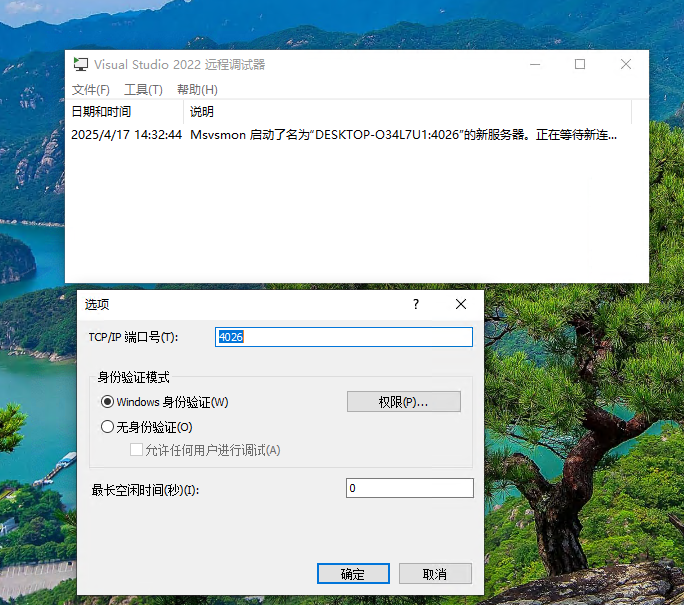 Visual Studio 2022 远程调试器
文件(F) 工具(T) 帮助(H)
日期和时间 说明
2025/4/17 14:32:44 Msvsmon 启动了名为“DESKTOP-O34L7U1:4026”的新服务器。正在等待新连...
选项
?
TCP/IP 端口号(T): 4026
身份验证模式
Windows 身份验证(W) 权限(P)...
无身份验证(O)
允许任何用户进行调试(A)
最长空闲时间(秒)(I): 0
确定 取消